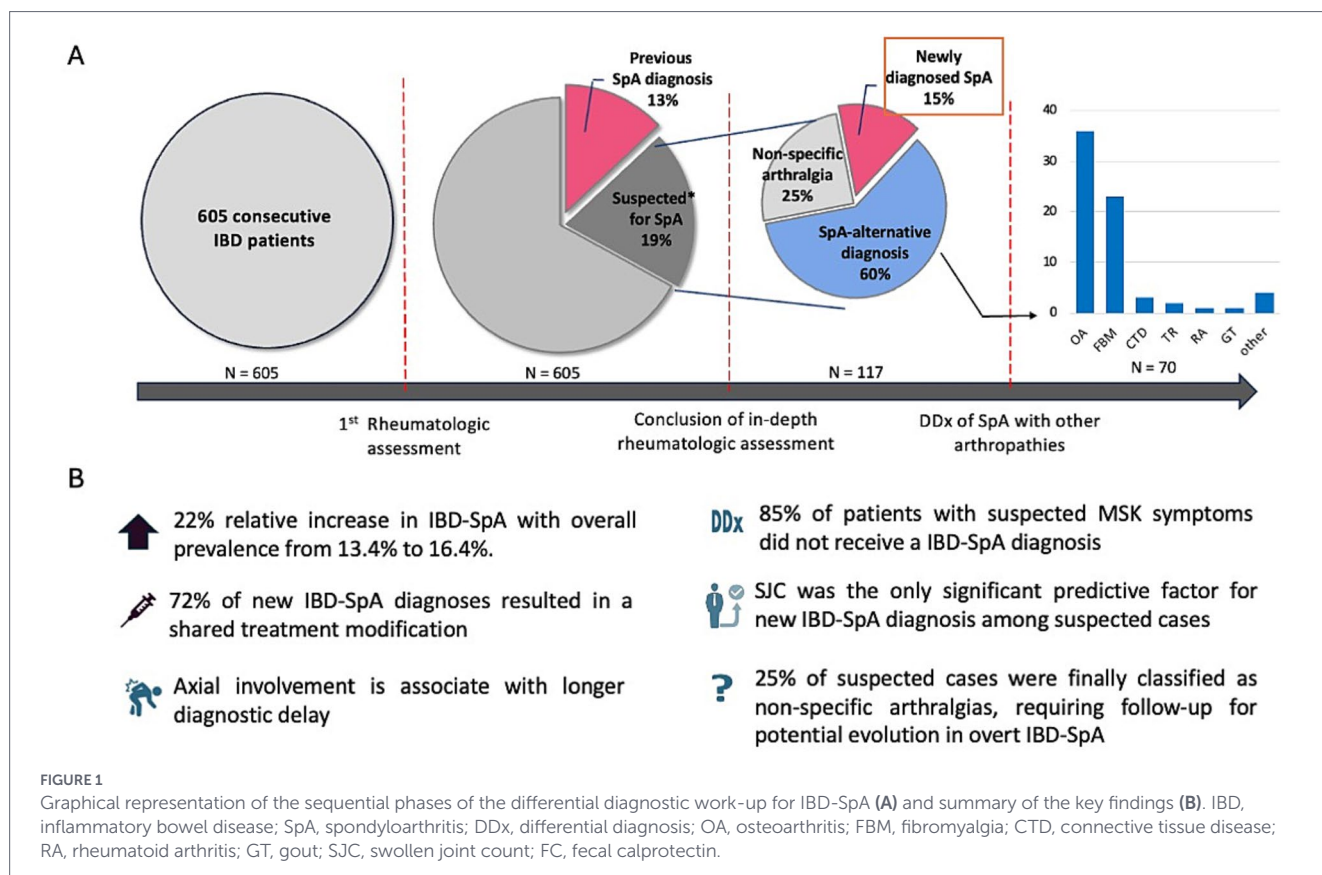 A
605 consecutive
IBD patients
Previous
SpA diagnosis
13%
Suspected*
for SpA
19%
Newly
diagnosed SpA
15%
Non-specific
arthralgia
25%
SpA-alternative
diagnosis
60%
40
30
20
10
0
OA
FBM
CTD
TR
RA
GT
other
N = 605
N = 605
N = 117
N = 70
1st Rheumatologic
assessment
Conclusion of in-depth
rheumatologic assessment
DDx of SpA with other
arthropathies
B
22% relative increase in IBD-SpA with overall
prevalence from 13.4% to 16.4%.
72% of new IBD-SpA diagnoses resulted in a
shared treatment modification
Axial involvement is associate with longer
diagnostic delay
DDx
85% of patients with suspected MSK symptoms
did not receive a IBD-SpA diagnosis
SJC was the only significant predictive factor for
new IBD-SpA diagnosis among suspected cases
?
25% of suspected cases were finally classified as
non-specific arthralgias, requiring follow-up for
potential evolution in overt IBD-SpA
FIGURE 1
Graphical representation of the sequential phases of the differential diagnostic work-up for IBD-SpA (A) and summary of the key findings (B). IBD,
inflammatory bowel disease; SpA, spondyloarthritis; DDx, differential diagnosis; OA, osteoarthritis; FBM, fibromyalgia; CTD, connective tissue disease;
RA, rheumatoid arthritis; GT, gout; SJC, swollen joint count; FC, fecal calprotectin.